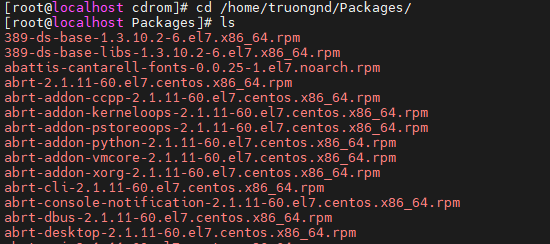 [root@localhost cdrom]# cd /home/truongnd/Packages/
[root@localhost Packages]# ls
389-ds-base-1.3.10.2-6.el7.x86_64.rpm
389-ds-base-libs-1.3.10.2-6.el7.x86_64.rpm
abattis-cantarell-fonts-0.0.25-1.el7.noarch.rpm
abrt-2.1.11-60.el7.centos.x86_64.rpm
abrt-addon-ccpp-2.1.11-60.el7.centos.x86_64.rpm
abrt-addon-kerneloops-2.1.11-60.el7.centos.x86_64.rpm
abrt-addon-pstoreoops-2.1.11-60.el7.centos.x86_64.rpm
abrt-addon-python-2.1.11-60.el7.centos.x86_64.rpm
abrt-addon-vmcore-2.1.11-60.el7.centos.x86_64.rpm
abrt-addon-xorg-2.1.11-60.el7.centos.x86_64.rpm
abrt-cli-2.1.11-60.el7.centos.x86_64.rpm
abrt-console-notification-2.1.11-60.el7.centos.x86_64.rpm
abrt-dbus-2.1.11-60.el7.centos.x86_64.rpm
abrt-desktop-2.1.11-60.el7.centos.x86_64.rpm